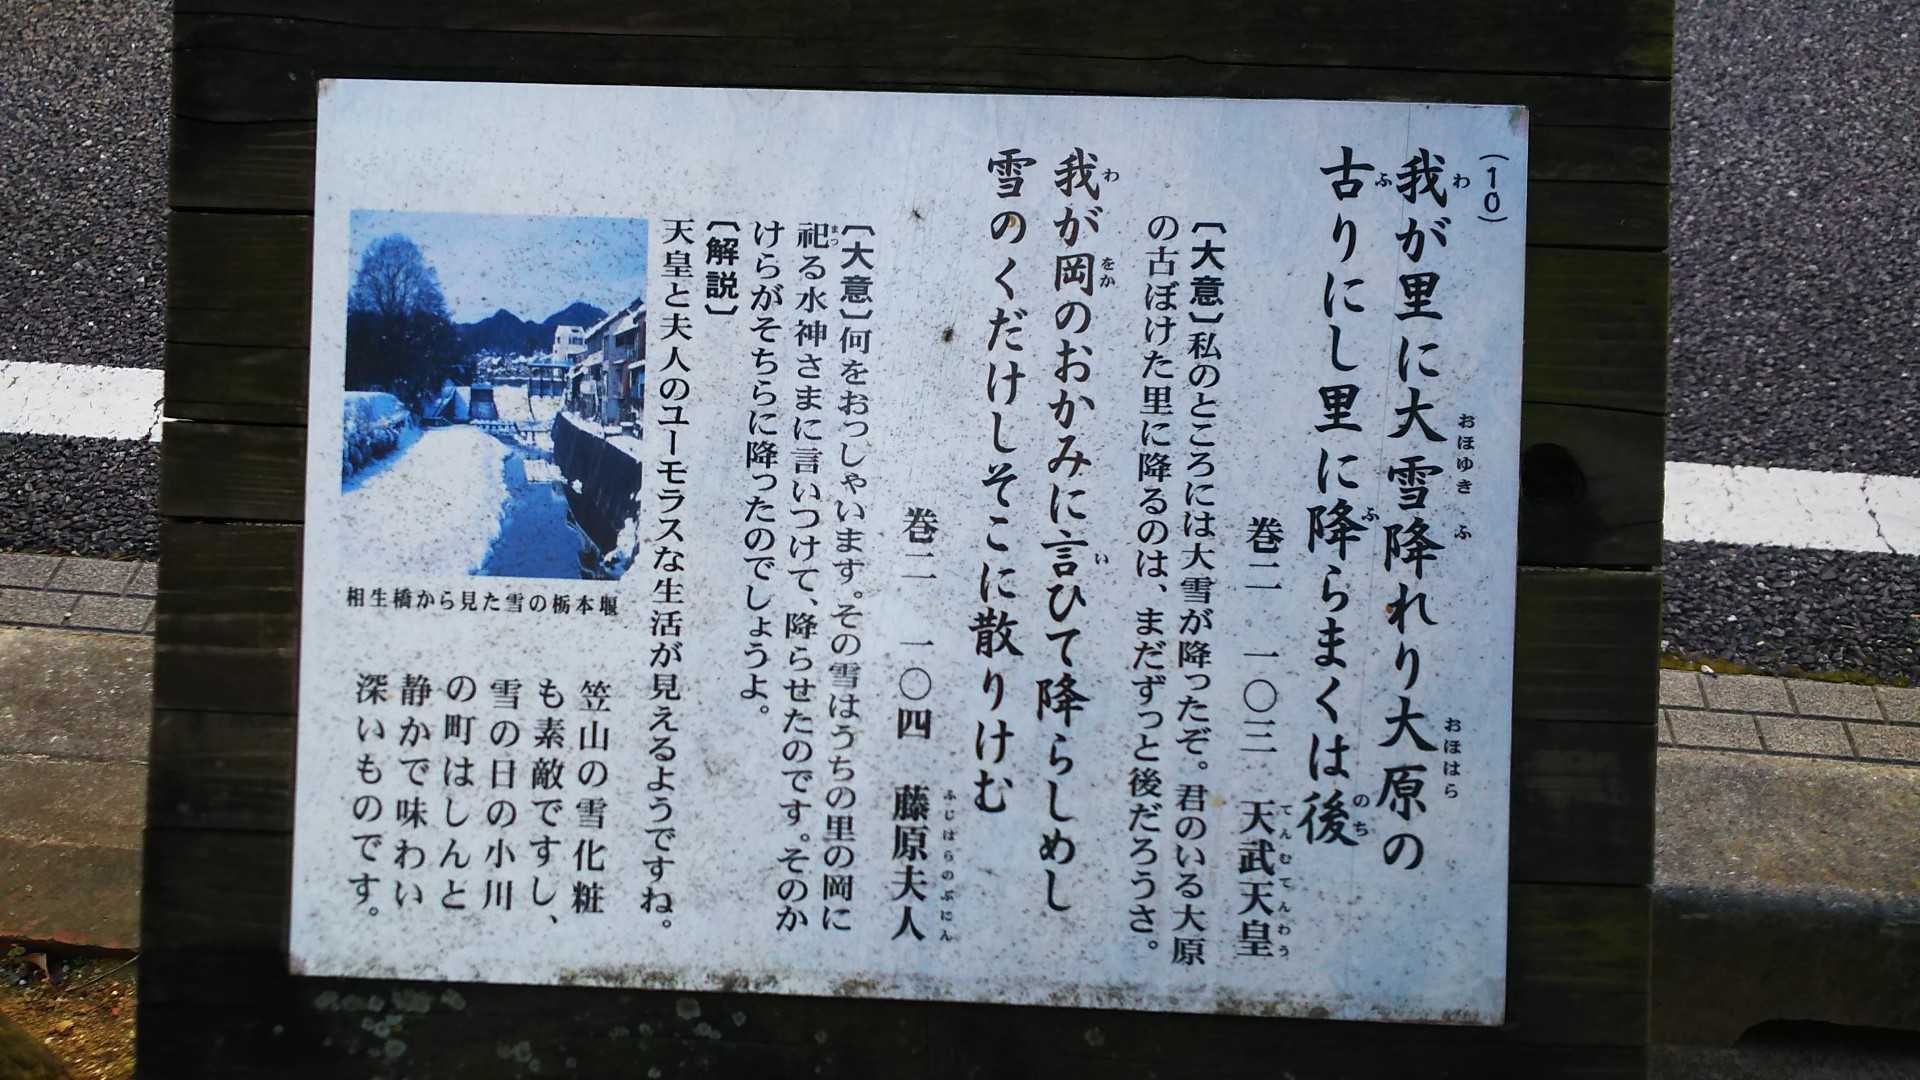 (10)
我が里に大雪降れり大原の
古りにし里に降らまくは後
巻二 一〇三 天武天皇
〔大意〕私のところには大雪が降ったぞ。君のいる大原
の古ぼけた里に降るのは、まだずっと後だろうさ。
我が岡のおかみに言ひて降らしめし
雪のくだけしそこに散りけむ
巻二 一〇四 藤原夫人
〔大意〕何をおっしゃいます。その雪はうちの里の岡に
祀る水神さまに言いつけて、降らせたのです。そのか
けらがそちらに降ったのでしょうよ。
〔解説〕
天皇と夫人のユーモラスな生活が見えるようですね。
相生橋から見た雪の栃本堰
笠山の雪化粧
も素敵ですし、
雪の日の小川
の町はしんと
静かで味わい
深いものです。